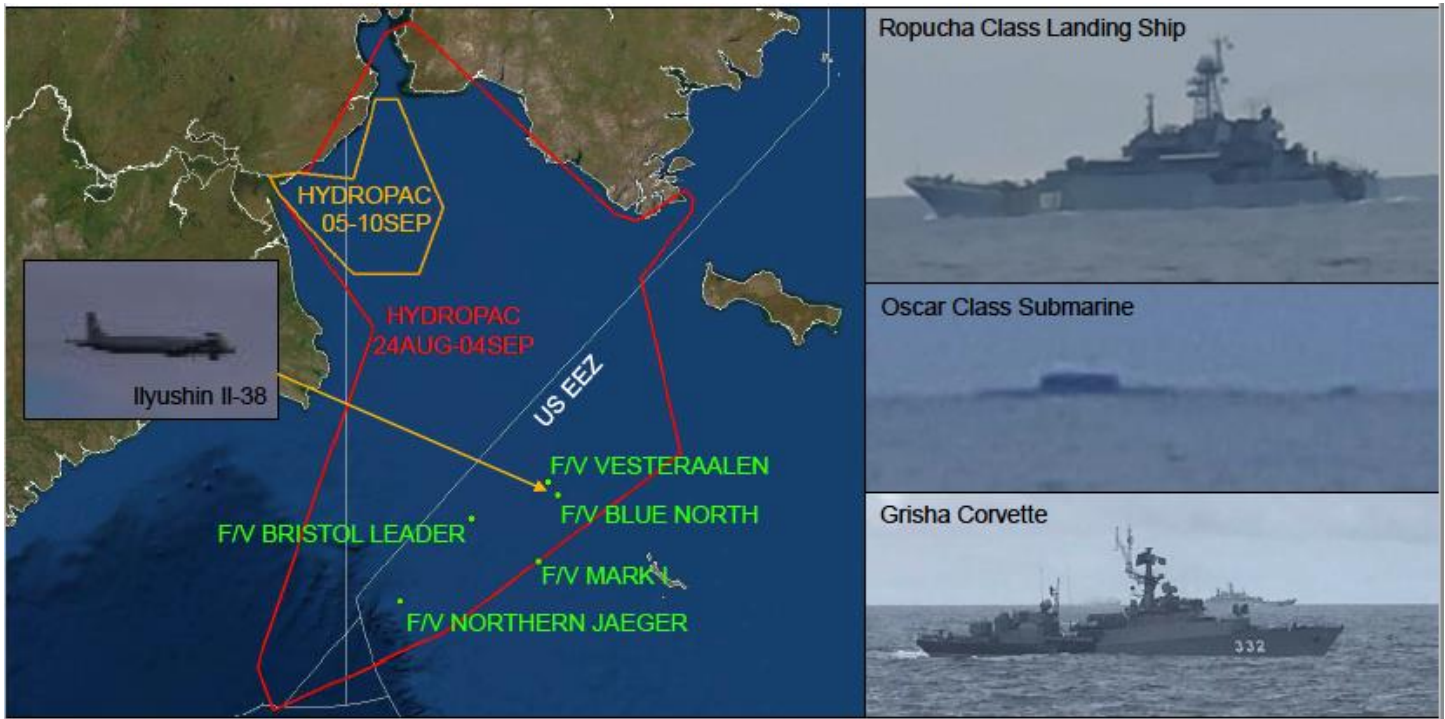 HYDROPAC
05-10SEP
HYDROPAC
24AUG-04SEP
Ilyushin Il-38
US EEZ
F/V VESTERAALEN
F/V BLUE NORTH
F/V BRISTOL LEADER
F/V MARK I
F/V NORTHERN JAEGER
Ropucha Class Landing Ship
Oscar Class Submarine
Grisha Corvette
332